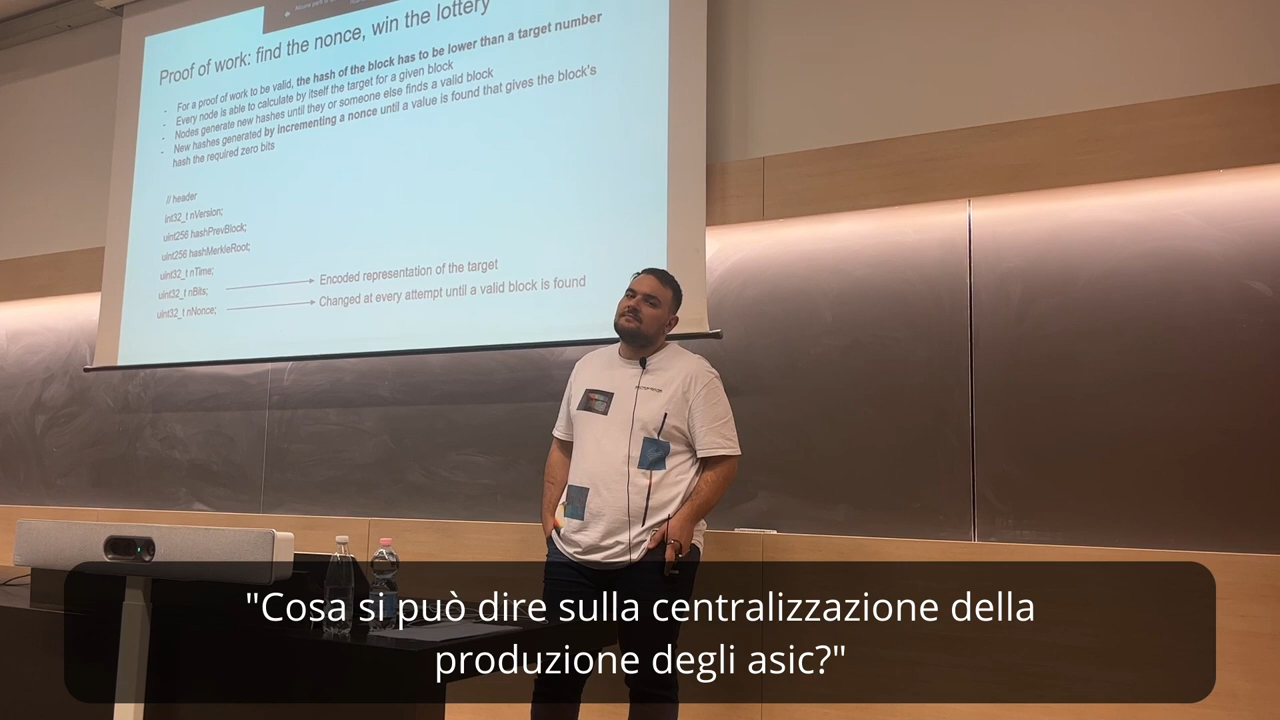 Proof of work: find the nonce, win the lottery
- For a proof of work to be valid, the hash of the block has to be lower than a target number
- Every node is able to calculate by itself the target for a given block
- Nodes generate new hashes until they or someone else finds a valid block
- New hashes generated by incrementing a nonce until a value is found that gives the block's
hash the required zero bits
// header
int32_t nVersion;
uint256 hashPrevBlock;
uint256 hashMerkleRoot;
uint32_t nTime;
uint32_t nBits; Encoded representation of the target
uint32_t nNonce; Changed at every attempt until a valid block is found
"Cosa si può dire sulla centralizzazione della
produzione degli asic?"